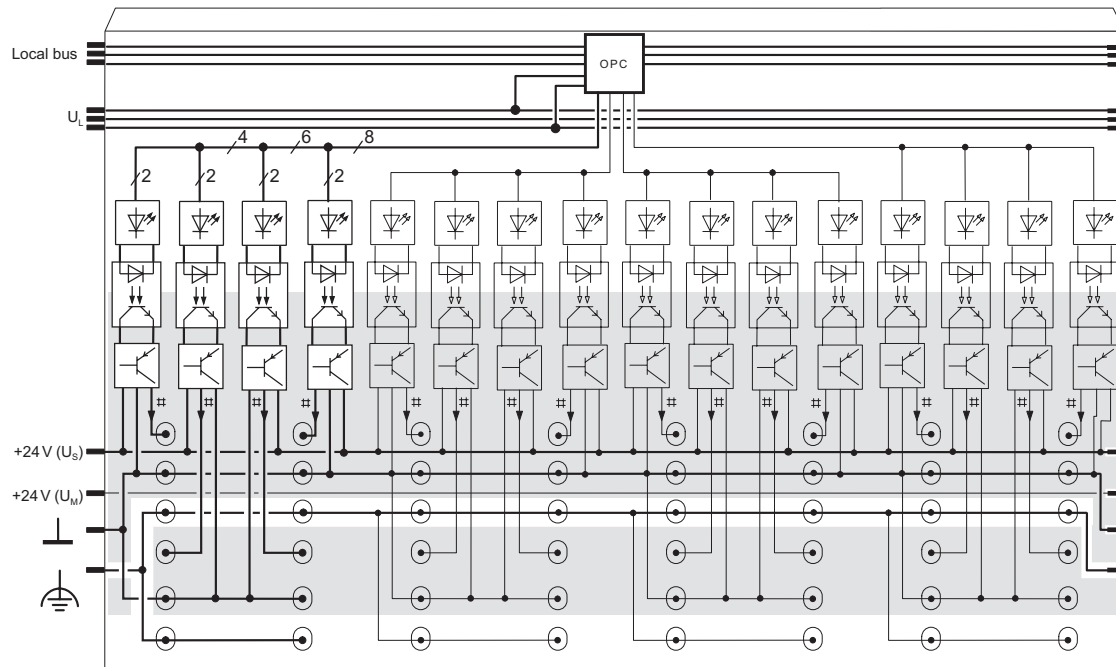 Local bus
OPC
U_L
4 6 8
2 2 2 2
# # # # # # # # # # # # # # # #
+24 V (U_S)
+24 V (U_M)